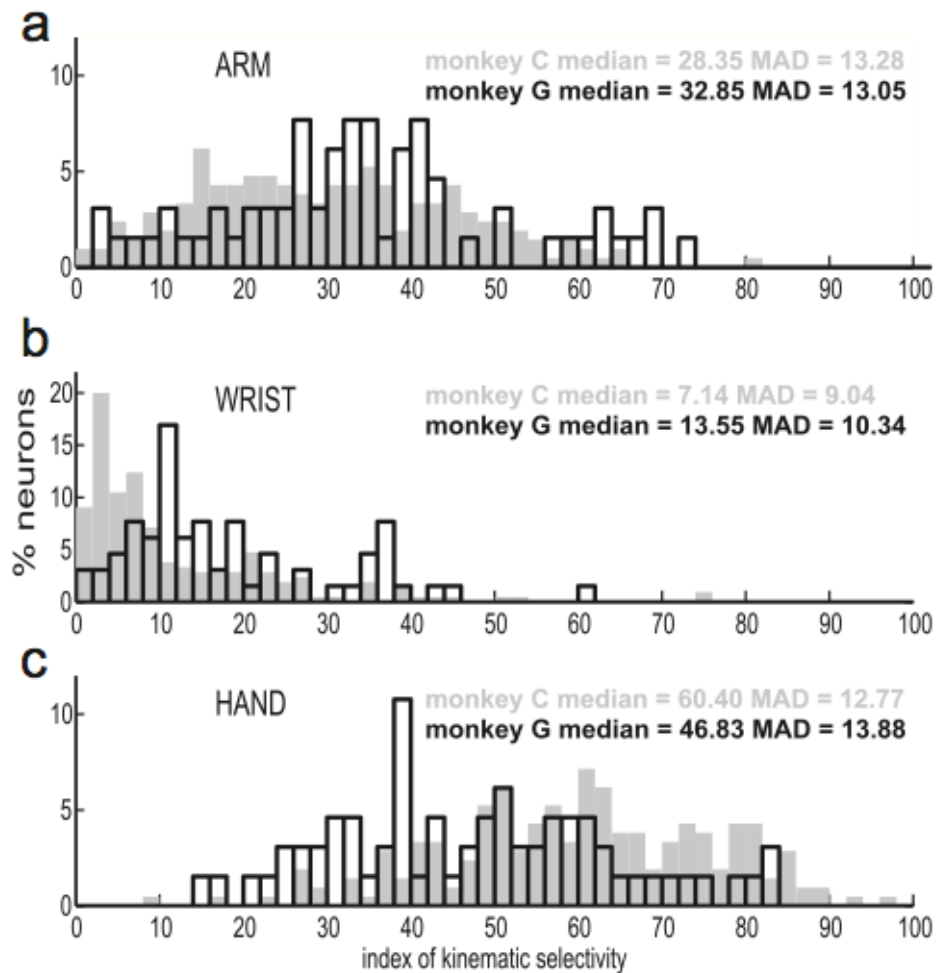 a
ARM
monkey C median = 28.35 MAD = 13.28
monkey G median = 32.85 MAD = 13.05
10
5
0
0 10 20 30 40 50 60 70 80 90 100
b
WRIST
monkey C median = 7.14 MAD = 9.04
monkey G median = 13.55 MAD = 10.34
% neurons
20
15
10
5
0
0 10 20 30 40 50 60 70 80 90 100
c
HAND
monkey C median = 60.40 MAD = 12.77
monkey G median = 46.83 MAD = 13.88
10
5
0
0 10 20 30 40 50 60 70 80 90 100
index of kinematic selectivity